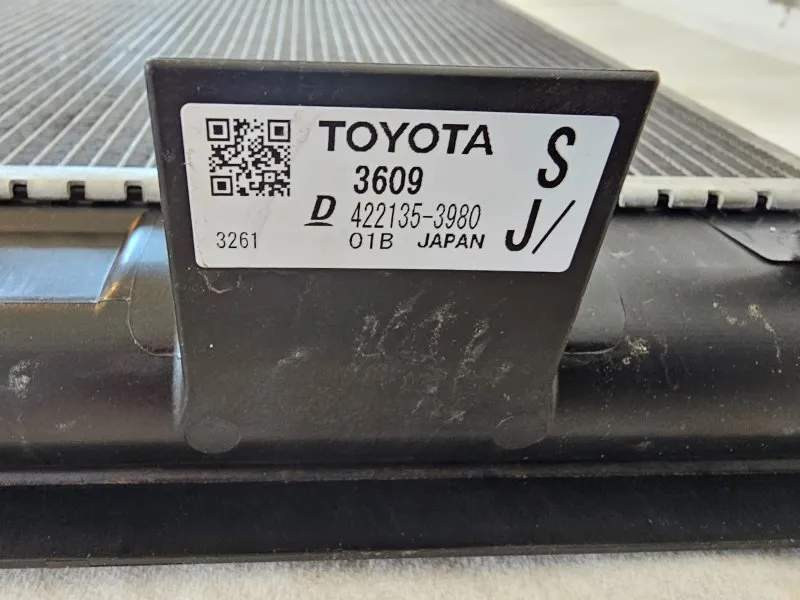 TOYOTA
S
3609
D 422135-3980
J/
3261
01B JAPAN